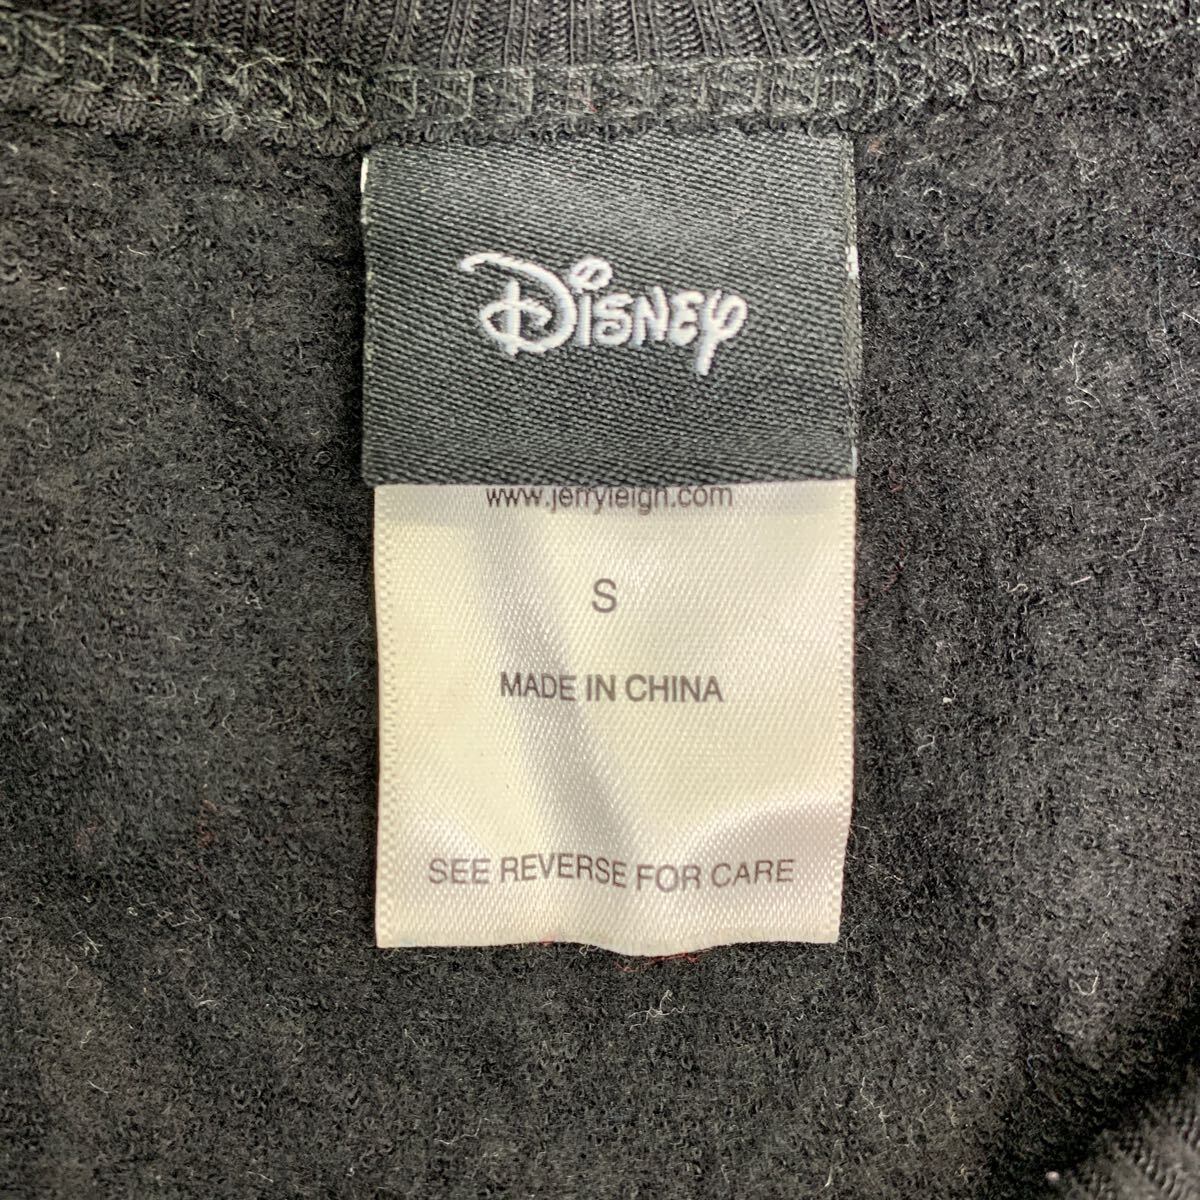 Disney
www.jerryleigh.com
S
MADE IN CHINA
SEE REVERSE FOR CARE